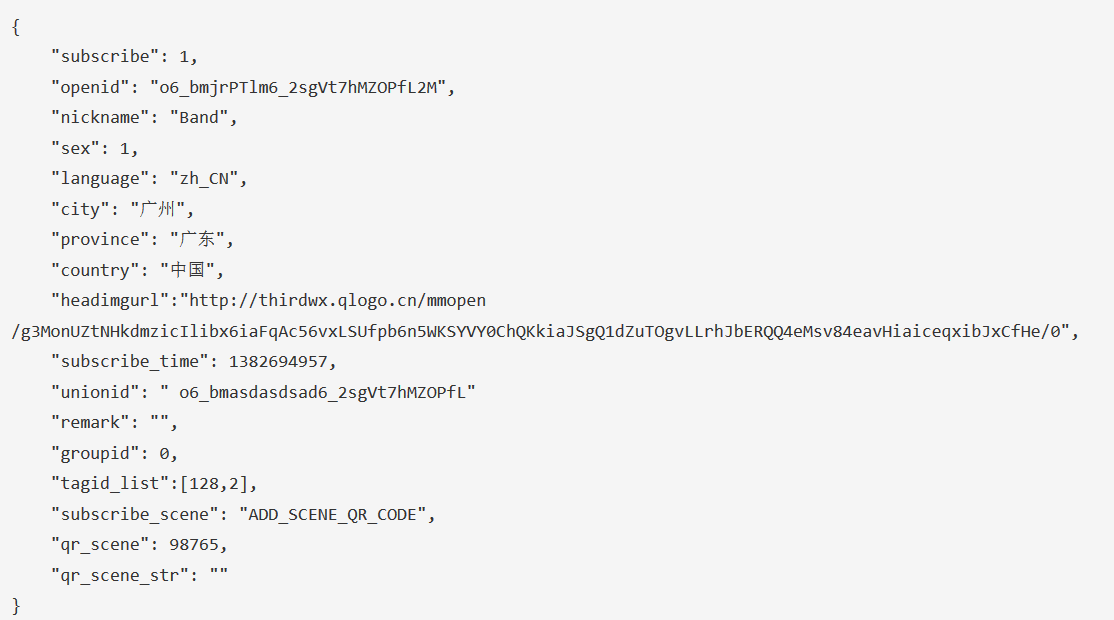 {
    "subscribe": 1,
    "openid": "o6_bmjrPTlm6_2sgVt7hMZOPfL2M",
    "nickname": "Band",
    "sex": 1,
    "language": "zh_CN",
    "city": "广州",
    "province": "广东",
    "country": "中国",
    "headimgurl":"http://thirdwx.qlogo.cn/mmopen
/g3MonUZtNHkdmzicIlibx6iaFqAc56vxLSUfpb6n5WKSYVY0ChQKkiaJSgQ1dZuTOgvLLrhJbERQQ4eMsv84eavHiaiceqxibJxCfHe/0",
    "subscribe_time": 1382694957,
    "unionid": " o6_bmasdasdsad6_2sgVt7hMZOPfL"
    "remark": "",
    "groupid": 0,
    "tagid_list":[128,2],
    "subscribe_scene": "ADD_SCENE_QR_CODE",
    "qr_scene": 98765,
    "qr_scene_str": ""
}